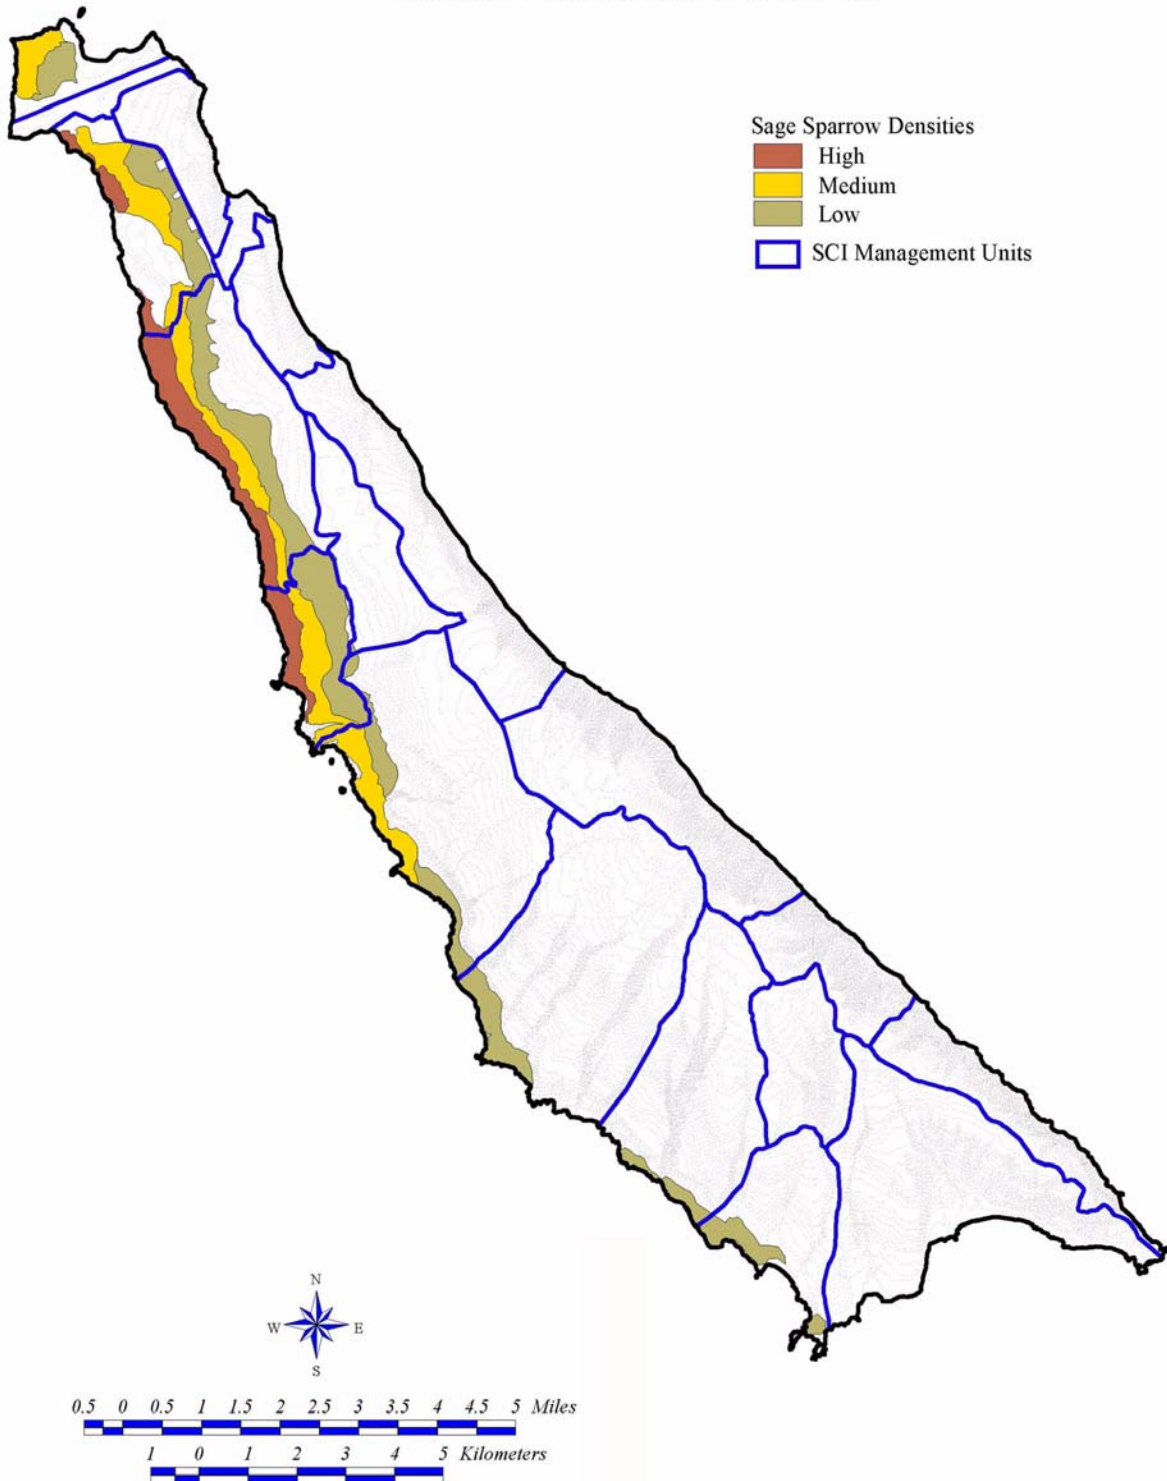 Sage Sparrow Densities
High
Medium
Low
SCI Management Units
N
W E
S
0.5 0 0.5 1 1.5 2 2.5 3 3.5 4 4.5 5 Miles
1 0 1 2 3 4 5 Kilometers